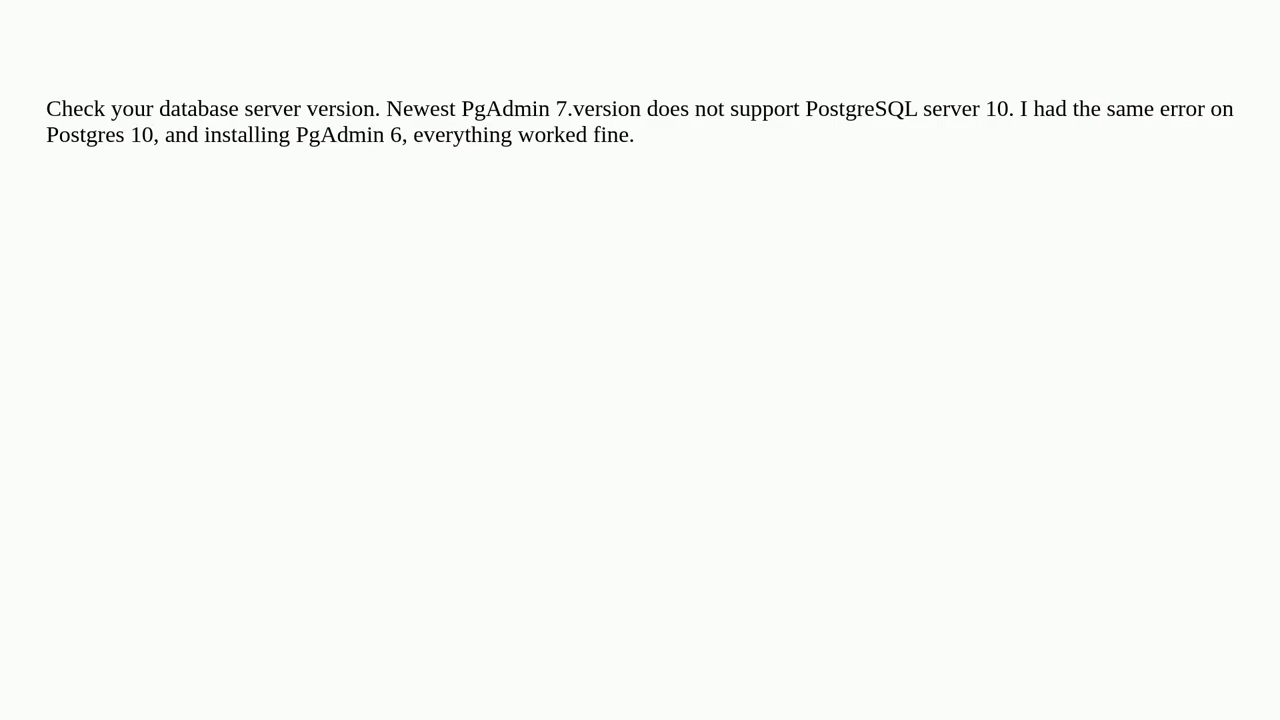 Check your database server version. Newest PgAdmin 7.version does not support PostgreSQL server 10. I had the same error on
Postgres 10, and installing PgAdmin 6, everything worked fine.